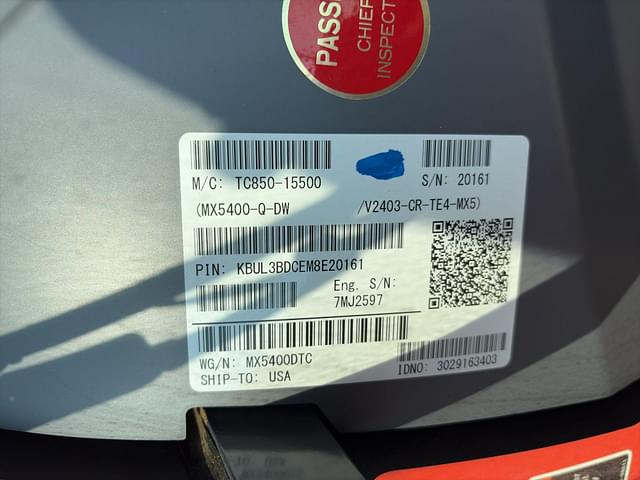 PASS
CHIEF
INSPECT
M/C: TC850-15500
S/N: 20161
(MX5400-Q-DW /V2403-CR-TE4-MX5)
PIN: KBUL3BDCEM8E20161
Eng. S/N:
7MJ2597
WG/N: MX5400DTC
SHIP-TO: USA
IDNO: 3029163403